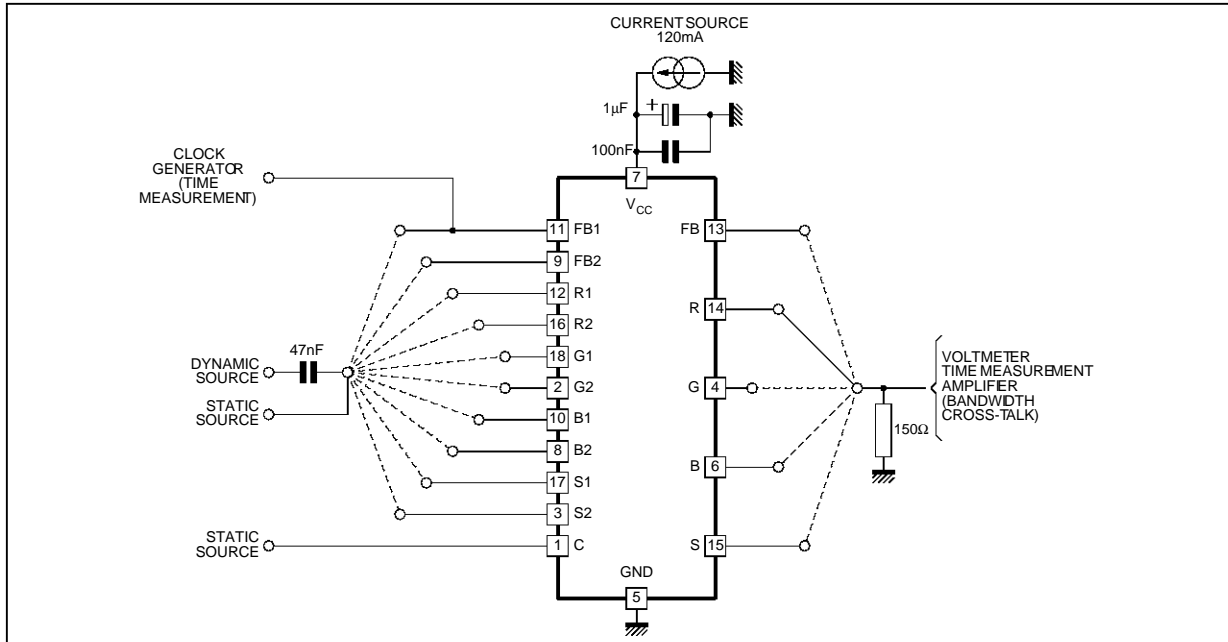 CURRENT SOURCE
120mA
1µF
+
100nF
7
VCC
CLOCK
GENERATOR
(TIME
MEASUREMENT)
11 FB1
9 FB2
12 R1
16 R2
18 G1
2 G2
10 B1
8 B2
17 S1
3 S2
1 C
47nF
DYNAMIC
SOURCE
STATIC
SOURCE
STATIC
SOURCE
FB 13
R 14
G 4
B 6
S 15
GND
5
150Ω
VOLTMETER
TIME MEASUREMENT
AMPLIFIER
(BANDWIDTH
CROSS-TALK)